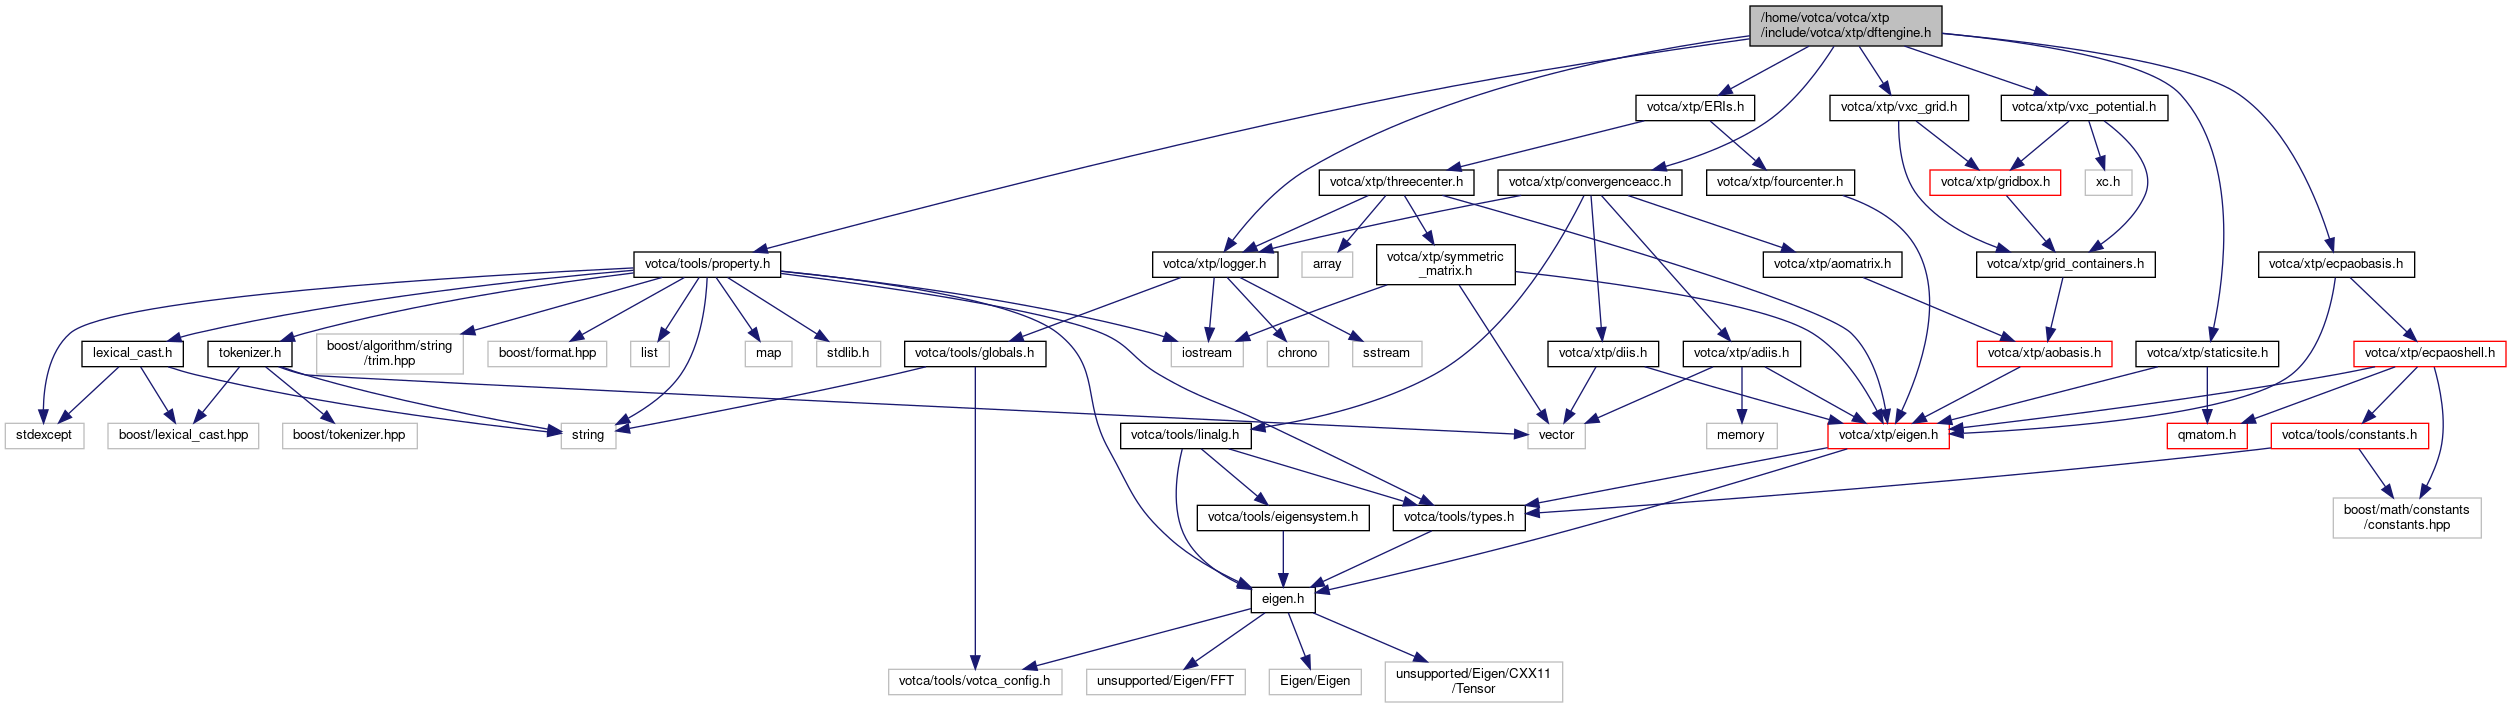 /home/votca/votca/xtp
/include/votca/xtp/dftengine.h
votca/xtp/ERIs.h
votca/xtp/vxc_grid.h
votca/xtp/vxc_potential.h
votca/xtp/threecenter.h
votca/xtp/convergenceacc.h
votca/xtp/fourcenter.h
votca/xtp/gridbox.h
xc.h
votca/tools/property.h
votca/xtp/logger.h
array
votca/xtp/symmetric
_matrix.h
votca/xtp/aomatrix.h
votca/xtp/grid_containers.h
votca/xtp/ecpaobasis.h
lexical_cast.h
tokenizer.h
boost/algorithm/string
/trim.hpp
boost/format.hpp
list
map
stdlib.h
votca/tools/globals.h
iostream
chrono
sstream
votca/xtp/diis.h
votca/xtp/adiis.h
votca/xtp/aobasis.h
votca/xtp/staticsite.h
votca/xtp/ecpaoshell.h
stdexcept
boost/lexical_cast.hpp
boost/tokenizer.hpp
string
votca/tools/linalg.h
vector
memory
votca/xtp/eigen.h
qmatom.h
votca/tools/constants.h
votca/tools/eigensystem.h
votca/tools/types.h
boost/math/constants
/constants.hpp
eigen.h
votca/tools/votca_config.h
unsupported/Eigen/FFT
Eigen/Eigen
unsupported/Eigen/CXX11
/Tensor